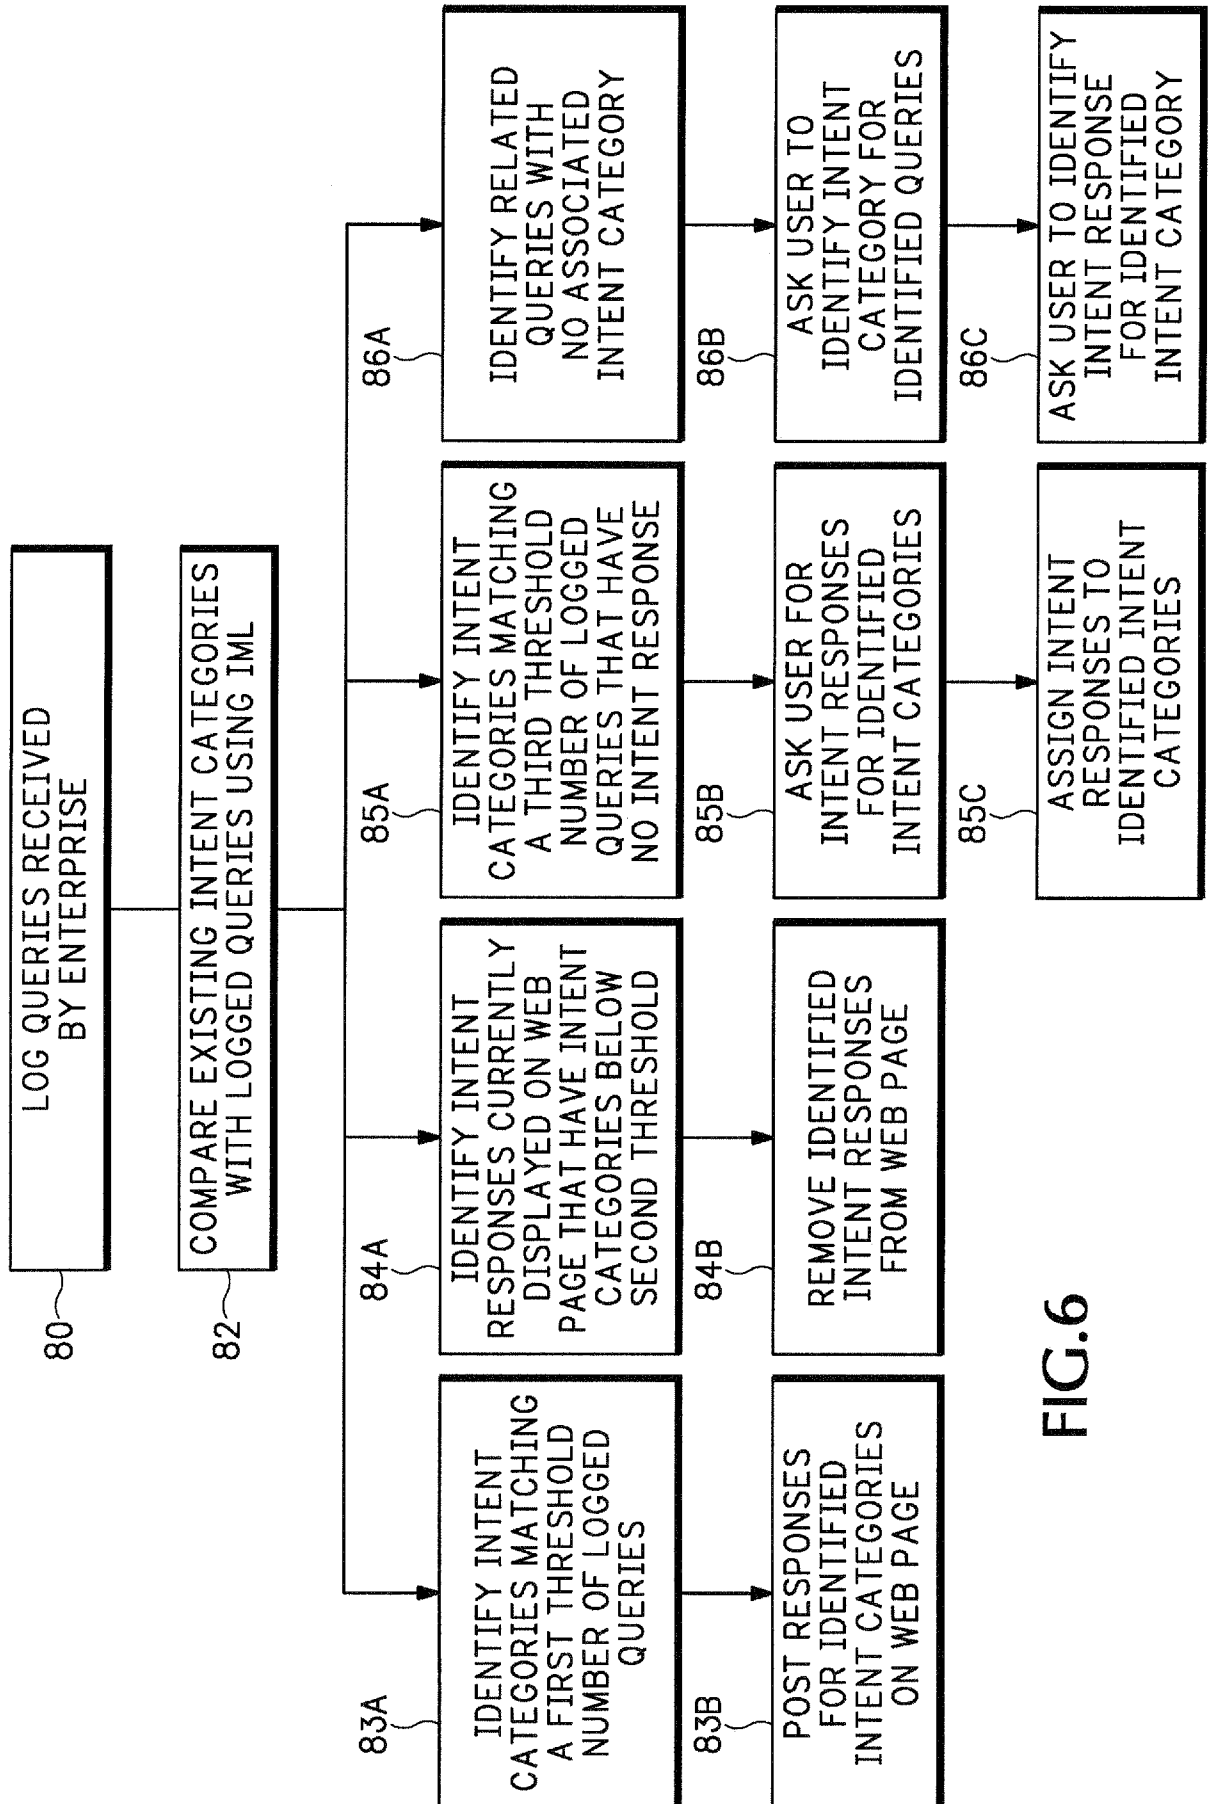 80
LOG QUERIES RECEIVED
BY ENTERPRISE
82
COMPARE EXISTING INTENT CATEGORIES
WITH LOGGED QUERIES USING IML
83A
IDENTIFY INTENT
CATEGORIES MATCHING
A FIRST THRESHOLD
NUMBER OF LOGGED
QUERIES
83B
POST RESPONSES
FOR IDENTIFIED
INTENT CATEGORIES
ON WEB PAGE
84A
IDENTIFY INTENT
RESPONSES CURRENTLY
DISPLAYED ON WEB
PAGE THAT HAVE INTENT
CATEGORIES BELOW
SECOND THRESHOLD
84B
REMOVE IDENTIFIED
INTENT RESPONSES
FROM WEB PAGE
85A
IDENTIFY INTENT
CATEGORIES MATCHING
A THIRD THRESHOLD
NUMBER OF LOGGED
QUERIES THAT HAVE
NO INTENT RESPONSE
85B
ASK USER FOR
INTENT RESPONSES
FOR IDENTIFIED
INTENT CATEGORIES
85C
ASSIGN INTENT
RESPONSES TO
IDENTIFIED INTENT
CATEGORIES
86A
IDENTIFY RELATED
QUERIES WITH
NO ASSOCIATED
INTENT CATEGORY
86B
ASK USER TO
IDENTIFY INTENT
CATEGORY FOR
IDENTIFIED QUERIES
86C
ASK USER TO IDENTIFY
INTENT RESPONSE
FOR IDENTIFIED
INTENT CATEGORY
FIG.6